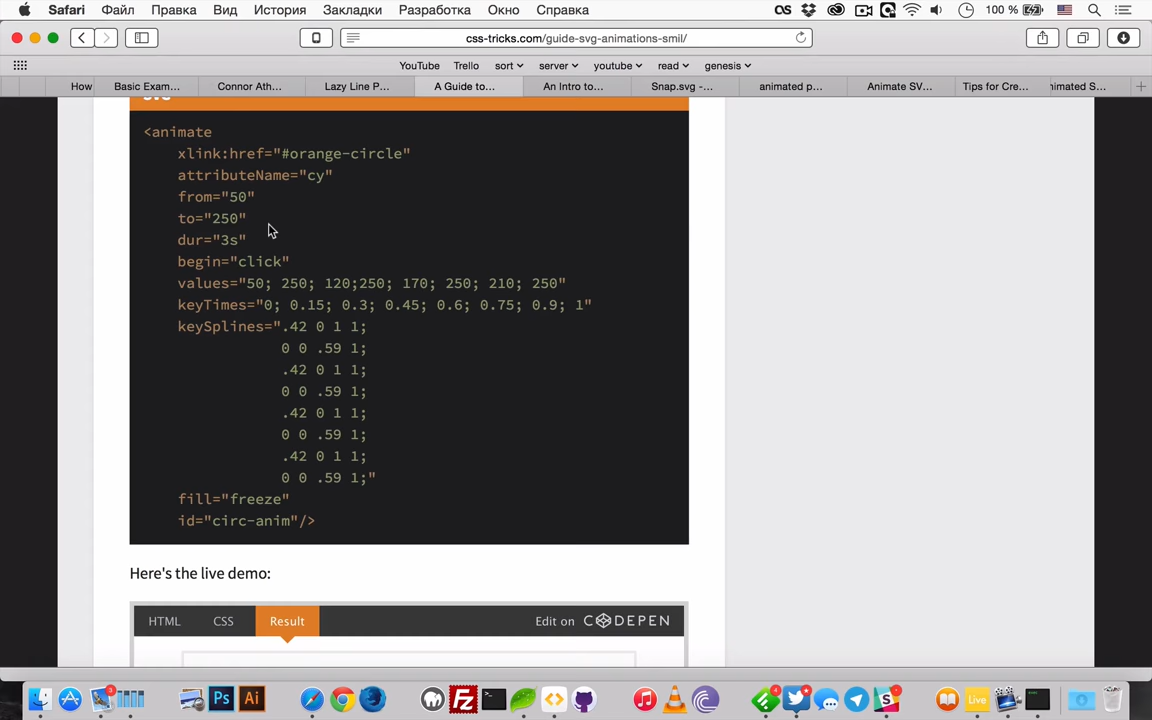 Safari Файл Правка Вид История Закладки Разработка Окно Справка 100 %
css-tricks.com/guide-svg-animations-smil/
YouTube Trello sort server youtube read genesis
How Basic Exam... Connor Ath... Lazy Line P... A Guide to... An Intro to... Snap.svg -... animated p... Animate SV... Tips for Cre... nimated S...
<animate
xlink:href="#orange-circle"
attributeName="cy"
from="50"
to="250"
dur="3s"
begin="click"
values="50; 250; 120;250; 170; 250; 210; 250"
keyTimes="0; 0.15; 0.3; 0.45; 0.6; 0.75; 0.9; 1"
keySplines=".42 0 1 1;
0 0 .59 1;
.42 0 1 1;
0 0 .59 1;
.42 0 1 1;
0 0 .59 1;
.42 0 1 1;
0 0 .59 1;"
fill="freeze"
id="circ-anim"/>
Here's the live demo:
HTML CSS Result Edit on CODEPEN
Ps Ai Fz Live